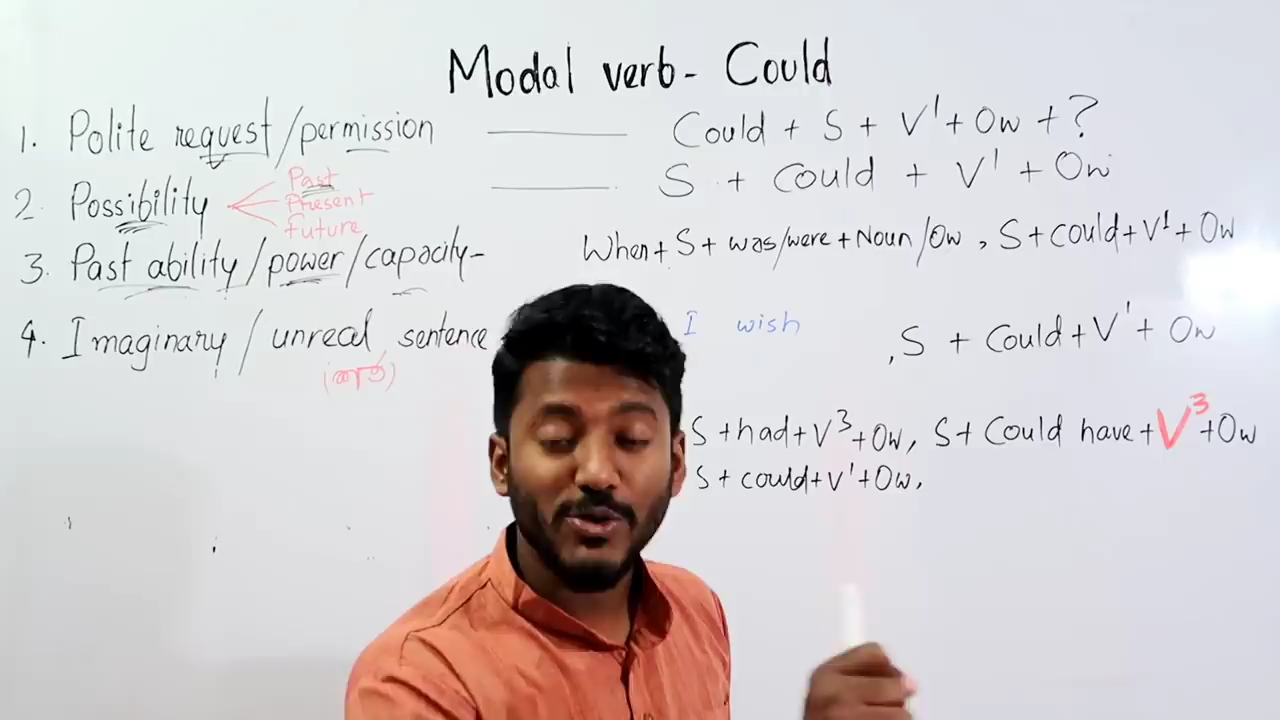 Modal verb - Could
1. Polite request/permission Could + S + V¹ + Ow + ?
2. Possibility Past Present Future S + Could + V¹ + Ow
3. Past ability/power/capacity- When + S + was/were + Noun/Ow, S + could + V¹ + Ow
4. Imaginary/unreal sentence I wish , S + Could + V¹ + Ow
S + had + V³ + Ow, S + Could have + V³ + Ow
S + could + V¹ + Ow,